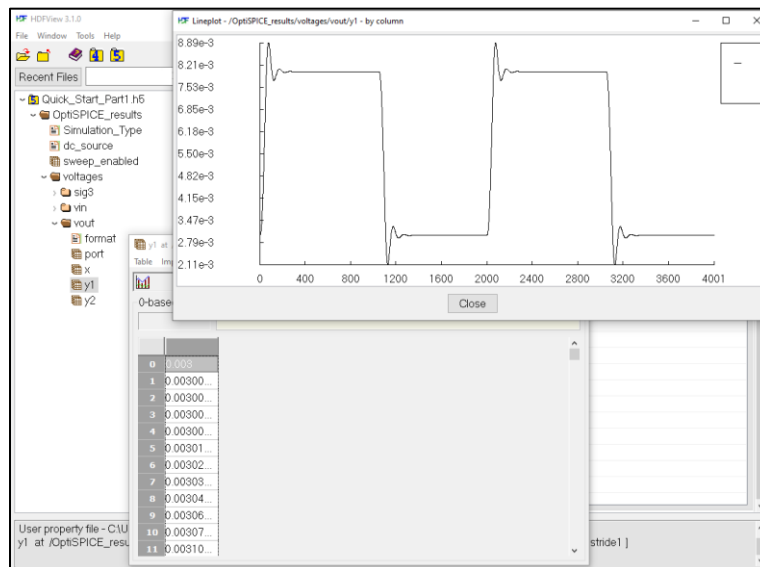 HDFView 3.1.0
File Window Tools Help
Recent Files
Quick_Start_Part1.h5
OptiSPICE_results
Simulation_Type
dc_source
sweep_enabled
voltages
sig3
vin
vout
format
port
x
y1
y2
Lineplot - /OptiSPICE_results/voltages/vout/y1 - by column
8.89e-3
8.21e-3
7.53e-3
6.85e-3
6.18e-3
5.50e-3
4.82e-3
4.15e-3
3.47e-3
2.79e-3
2.11e-3
0 400 800 1200 1600 2000 2400 2800 3200 3600 4001
Close
y1 at
Table
0-base
0 0.003
1 0.00300...
2 0.00300...
3 0.00300...
4 0.00300...
5 0.00301...
6 0.00302...
7 0.00303...
8 0.00304...
9 0.00306...
10 0.00307...
11 0.00310...
User property file - C:\U
y1 at /OptiSPICE_resu
stride1 ]